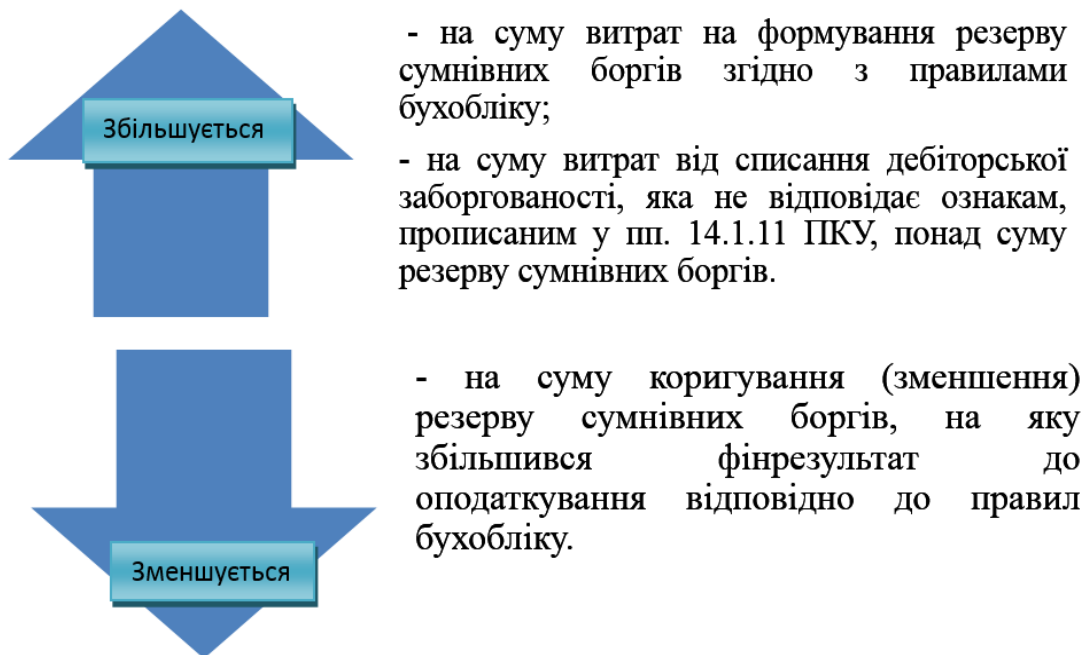 Збільшується
- на суму витрат на формування резерву
сумнівних боргів згідно з правилами
бухобліку;
- на суму витрат від списання дебіторської
заборгованості, яка не відповідає ознакам,
прописаним у пп. 14.1.11 ПКУ, понад суму
резерву сумнівних боргів.
Зменшується
- на суму коригування (зменшення)
резерву сумнівних боргів, на яку
збільшився фінрезультат до
оподаткування відповідно до правил
бухобліку.